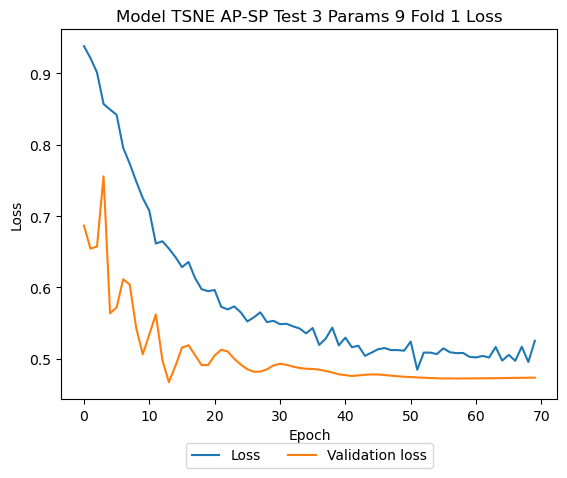 Model TSNE AP-SP Test 3 Params 9 Fold 1 Loss
0.9
0.8
0.7
0.6
0.5
Loss
0 10 20 30 40 50 60 70
Epoch
Loss Validation loss